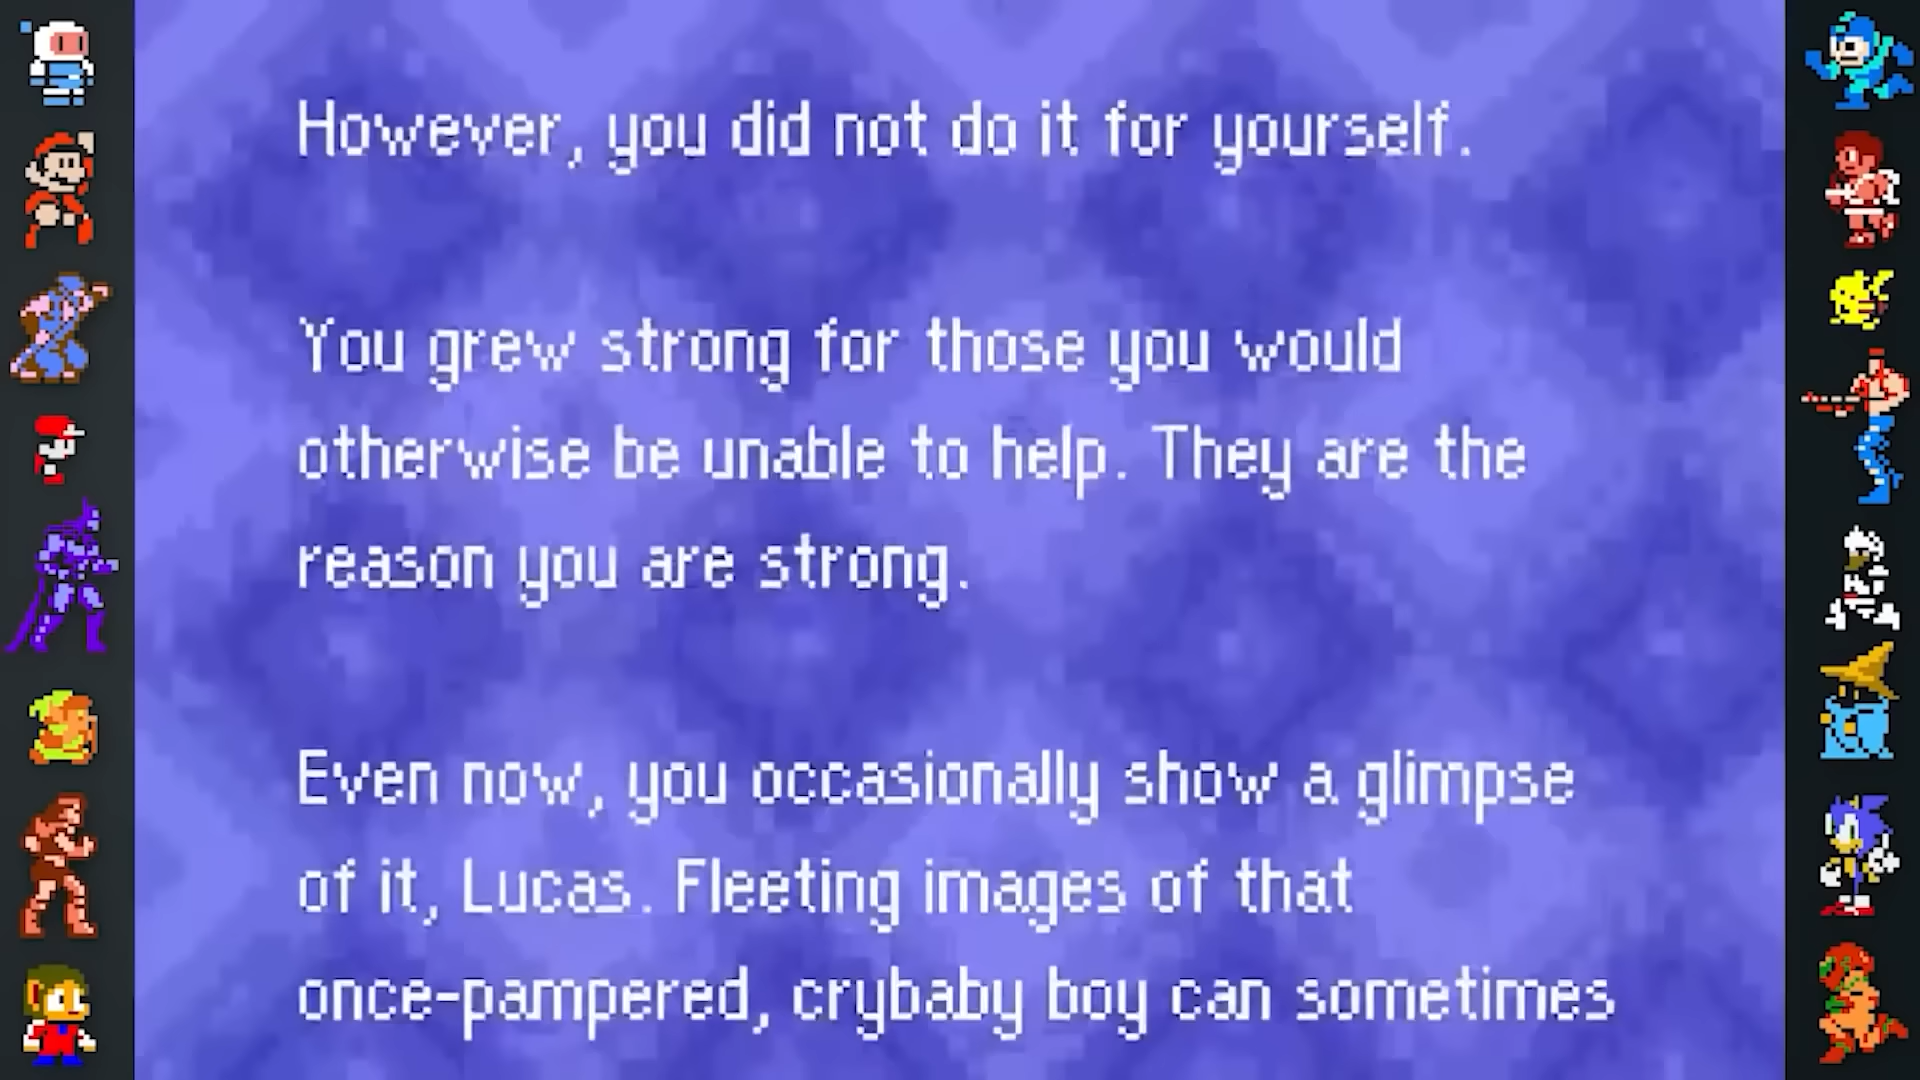 However, you did not do it for yourself.
You grew strong for those you would
otherwise be unable to help. They are the
reason you are strong.
Even now, you occasionally show a glimpse
of it, Lucas. Fleeting images of that
once-pampered, crybaby boy can sometimes